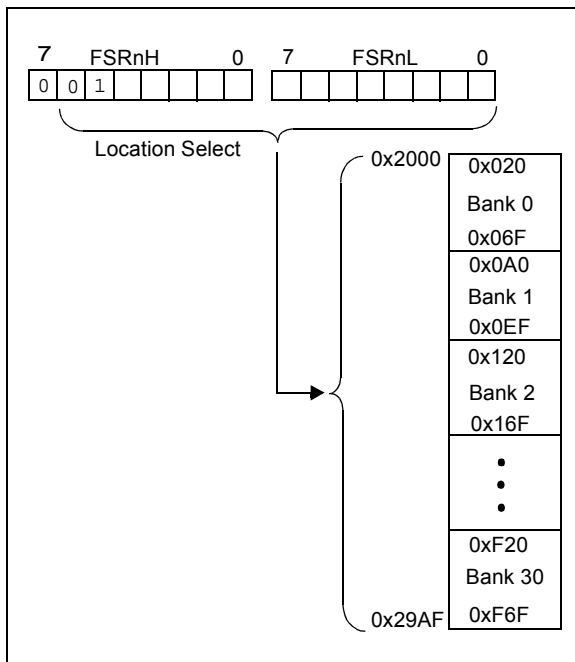 7 FSRnH 0 7 FSRnL 0
0 0 1
Location Select
0x2000
0x020
Bank 0
0x06F
0x0A0
Bank 1
0x0EF
0x120
Bank 2
0x16F
0xF20
Bank 30
0xF6F
0x29AF